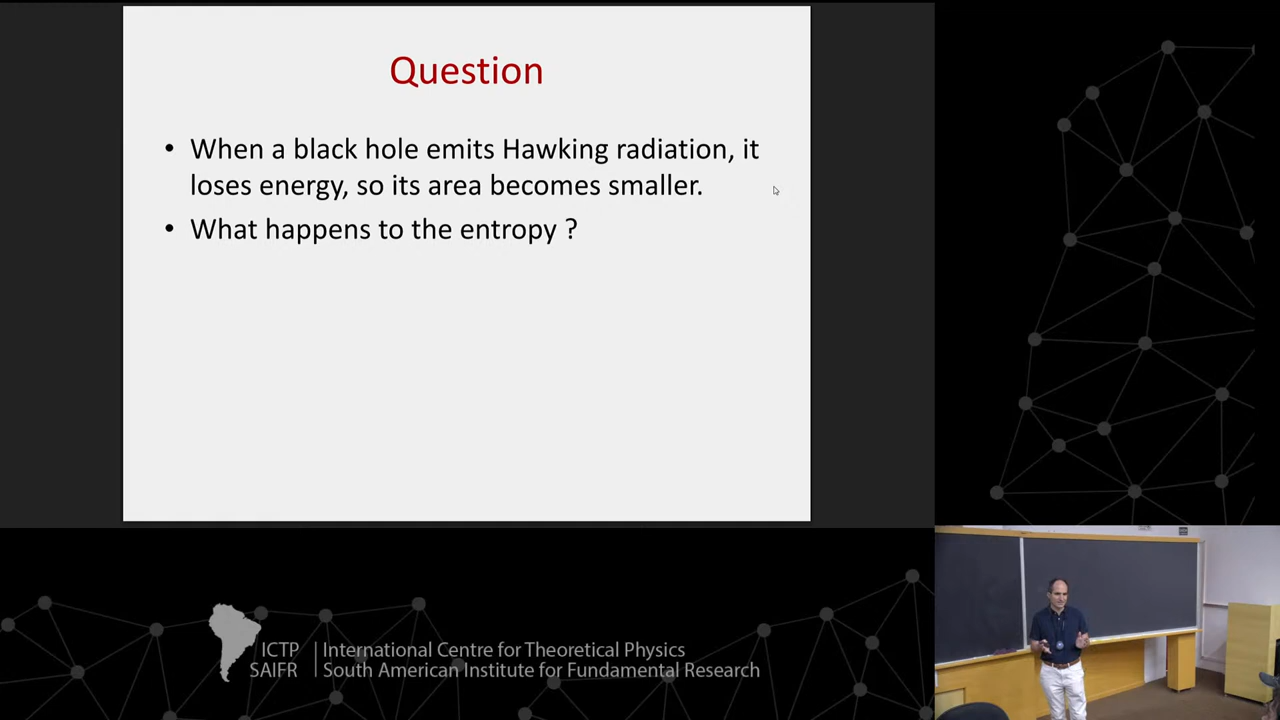 Question
• When a black hole emits Hawking radiation, it
loses energy, so its area becomes smaller.
• What happens to the entropy ?
ICTP
SAIFR
International Centre for Theoretical Physics
South American Institute for Fundamental Research